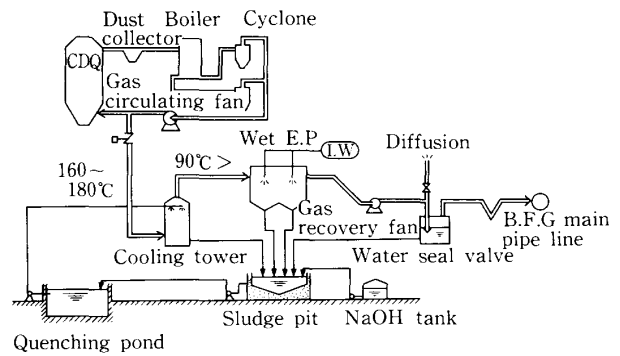 Dust Boiler Cyclone
collector
CDQ
Gas
circulating fan
Wet E.P
I.W
Diffusion
160～
180℃
90℃ >
Gas
recovery fan
B.F.G main
pipe line
Cooling tower
Water seal valve
Sludge pit
NaOH tank
Quenching pond